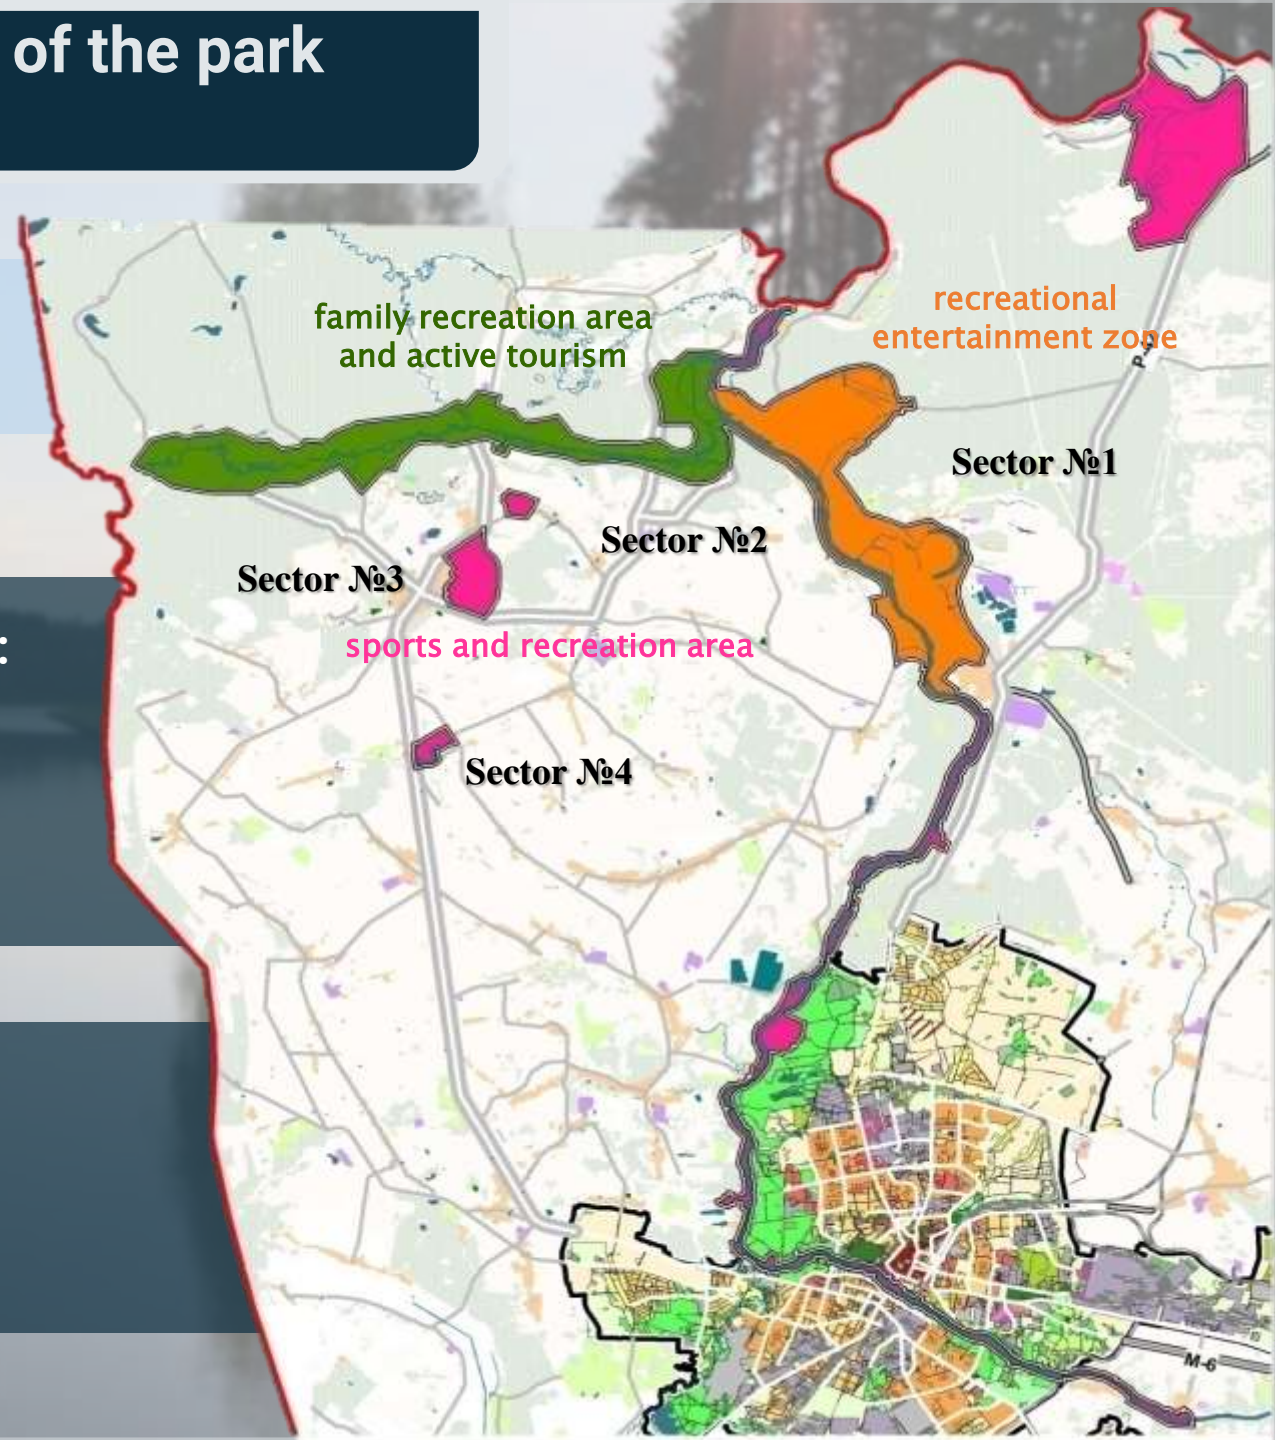 of the park
recreational
entertainment zone
family recreation area
and active tourism
Sector №1
Sector №2
Sector №3
:
sports and recreation area
Sector №4
M-6